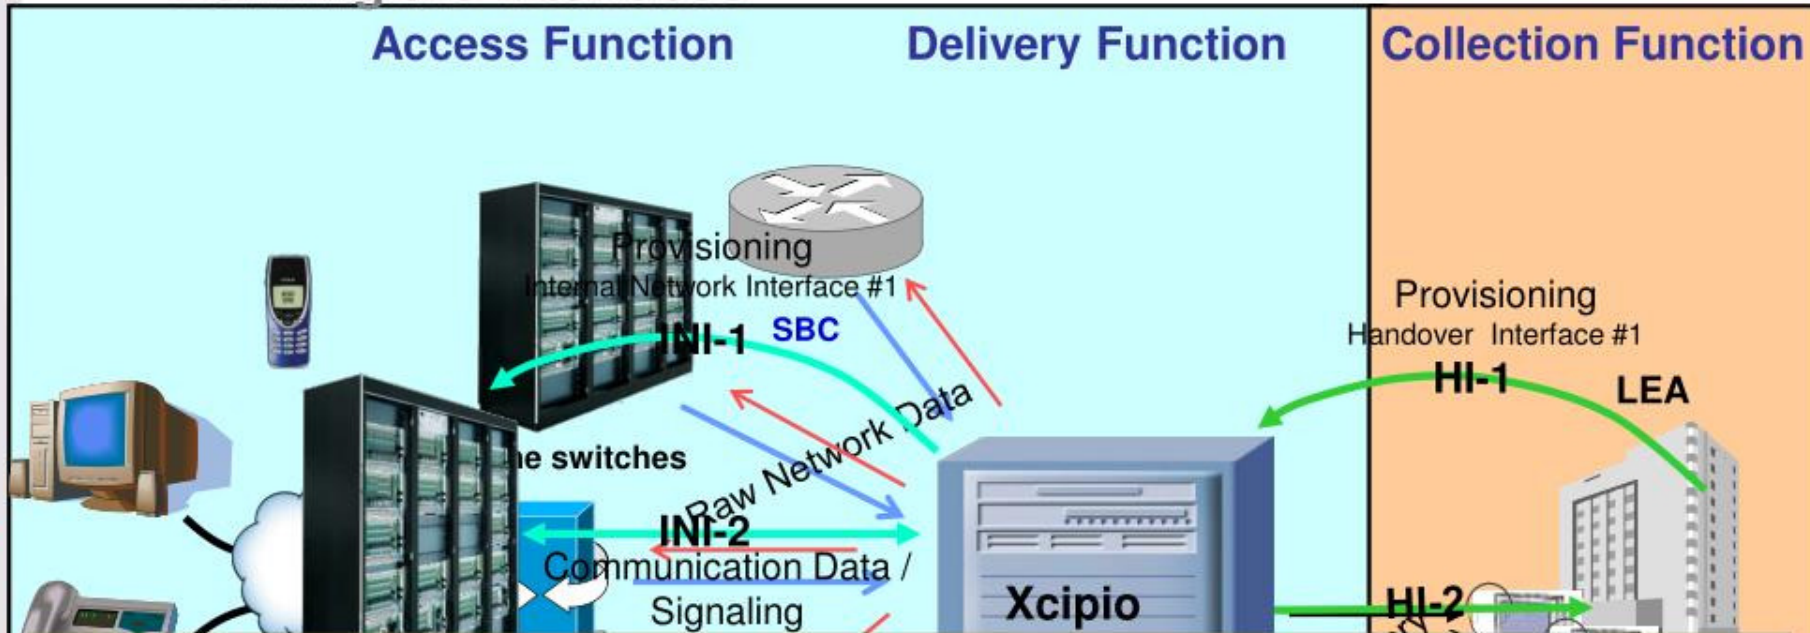 Access Function
Delivery Function
Collection Function
Provisioning
Internal Network Interface #1
INI-1
SBC
Provisioning
Handover Interface #1
HI-1
LEA
Raw Network Data
switches
INI-2
Communication Data /
Signaling
Xcipio
HI-2